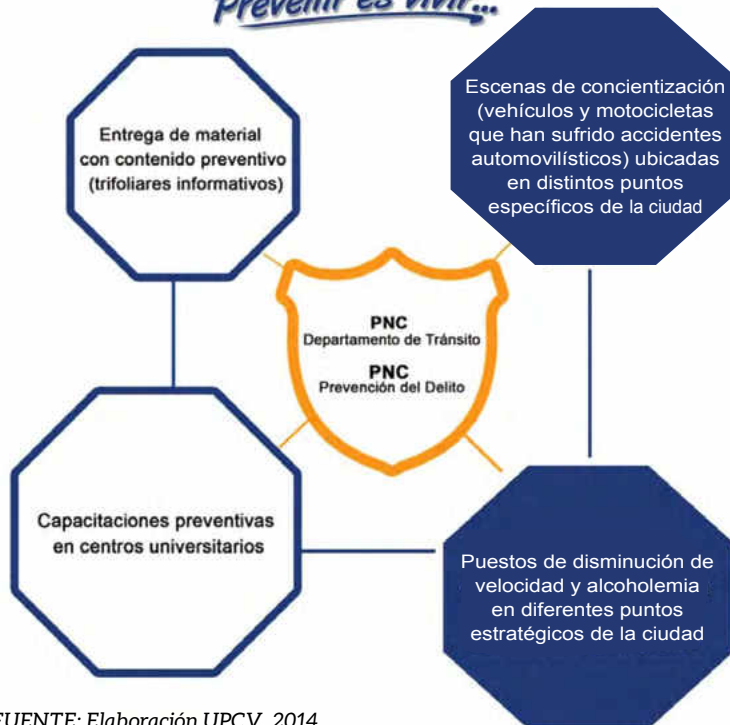 Prevenir es vivir...
Entrega de material
con contenido preventivo
(trifoliares informativos)
Escenas de concientización
(vehículos y motocicletas
que han sufrido accidentes
automovilísticos) ubicadas
en distintos puntos
específicos de la ciudad
PNC
Departamento de Tránsito
PNC
Prevención del Delito
Capacitaciones preventivas
en centros universitarios
Puestos de disminución de
velocidad y alcoholemia
en diferentes puntos
estratégicos de la ciudad
FUENTE: Elaboración UPCV, 2014